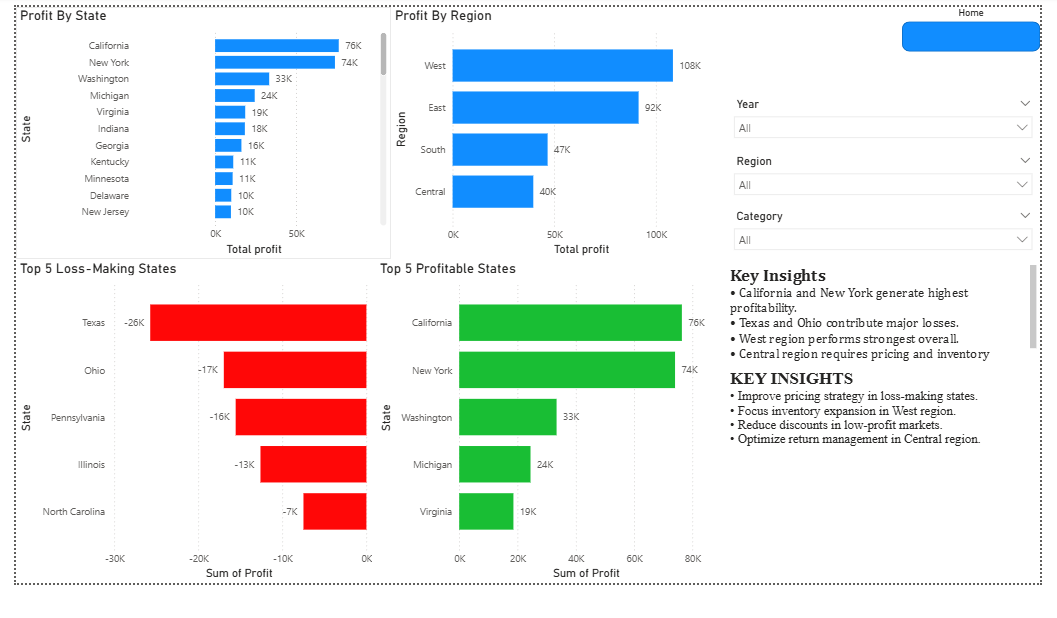 Profit By State
State
California 76K
New York 74K
Washington 33K
Michigan 24K
Virginia 19K
Indiana 18K
Georgia 16K
Kentucky 11K
Minnesota 11K
Delaware 10K
New Jersey 10K
0K 50K
Total profit
Profit By Region
Region
West 108K
East 92K
South 47K
Central 40K
0K 50K 100K
Total profit
Home
Year
All
Region
All
Category
All
Top 5 Loss-Making States
State
Texas -26K
Ohio -17K
Pennsylvania -16K
Illinois -13K
North Carolina -7K
-30K -20K -10K 0K
Sum of Profit
Top 5 Profitable States
State
California 76K
New York 74K
Washington 33K
Michigan 24K
Virginia 19K
0K 20K 40K 60K 80K
Sum of Profit
Key Insights
• California and New York generate highest
profitability.
• Texas and Ohio contribute major losses.
• West region performs strongest overall.
• Central region requires pricing and inventory
KEY INSIGHTS
• Improve pricing strategy in loss-making states.
• Focus inventory expansion in West region.
• Reduce discounts in low-profit markets.
• Optimize return management in Central region.